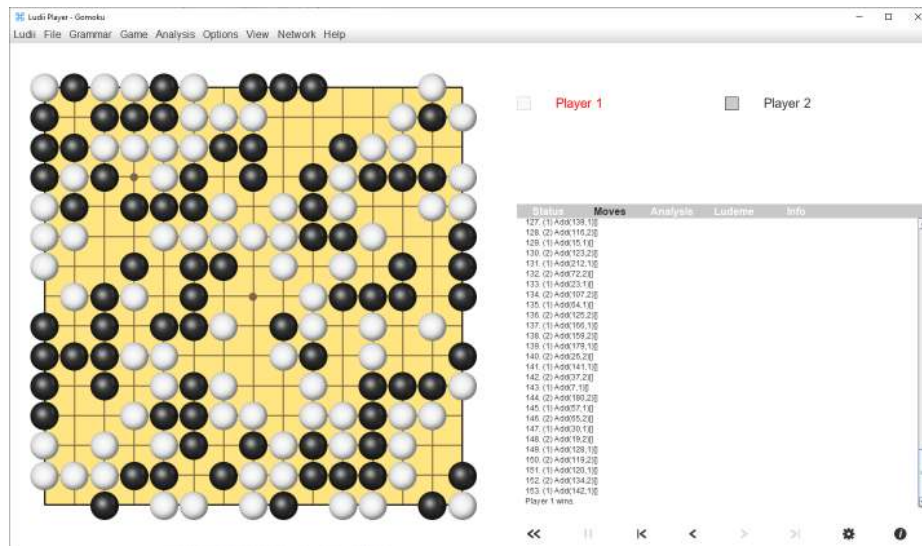 Ludii Player - Gomoku
Ludii File Grammar Game Analysis Options View Network Help
Player 1 Player 2
Status Moves Analysis Ludeme Info
127. (1) Add(139,1)[]
128. (2) Add(116,2)[]
129. (1) Add(15,1)[]
130. (2) Add(123,2)[]
131. (1) Add(212,1)[]
132. (2) Add(72,2)[]
133. (1) Add(23,1)[]
134. (2) Add(107,2)[]
135. (1) Add(64,1)[]
136. (2) Add(125,2)[]
137. (1) Add(166,1)[]
138. (2) Add(159,2)[]
139. (1) Add(179,1)[]
140. (2) Add(25,2)[]
141. (1) Add(141,1)[]
142. (2) Add(37,2)[]
143. (1) Add(7,1)[]
144. (2) Add(180,2)[]
145. (1) Add(57,1)[]
146. (2) Add(65,2)[]
147. (1) Add(30,1)[]
148. (2) Add(19,2)[]
149. (1) Add(128,1)[]
150. (2) Add(119,2)[]
151. (1) Add(120,1)[]
152. (2) Add(134,2)[]
153. (1) Add(142,1)[]
Player 1 wins.